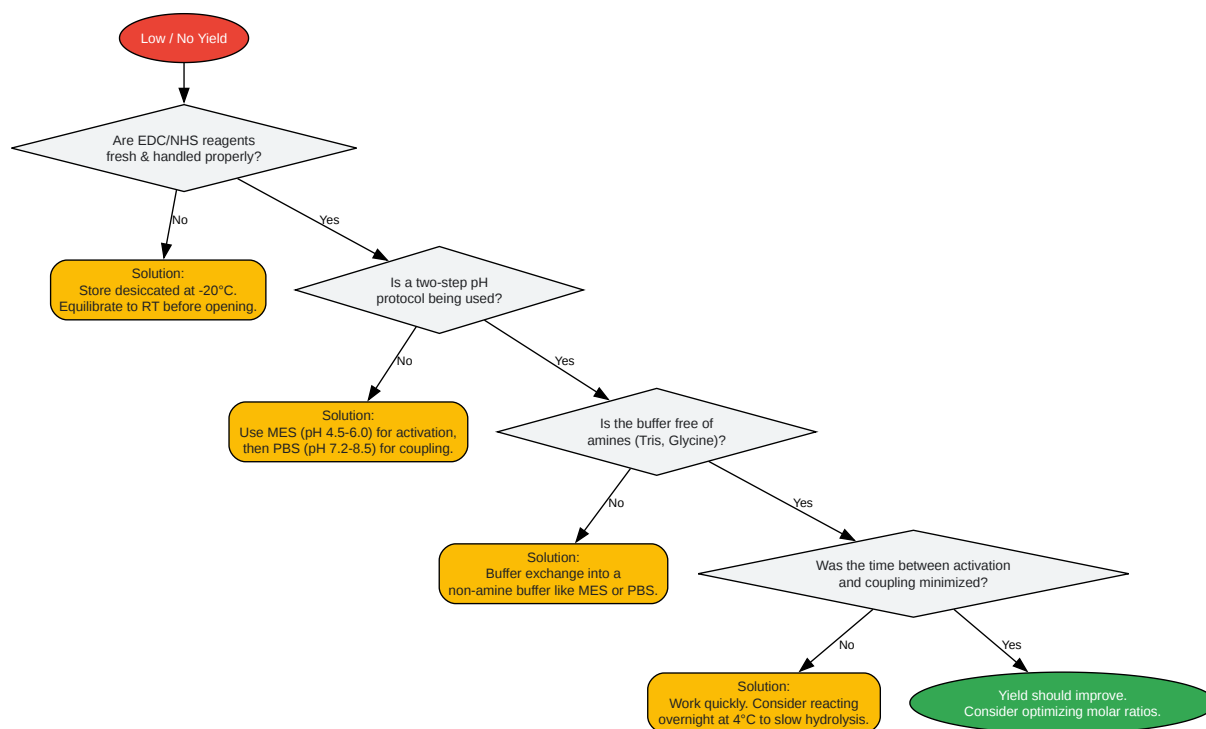 Low / No Yield
Are EDC/NHS reagents
fresh & handled properly?
No
Yes
Solution:
Store desiccated at -20°C.
Equilibrate to RT before opening.
Is a two-step pH
protocol being used?
No
Yes
Solution:
Use MES (pH 4.5-6.0) for activation,
then PBS (pH 7.2-8.5) for coupling.
Is the buffer free of
amines (Tris, Glycine)?
No
Yes
Solution:
Buffer exchange into a
non-amine buffer like MES or PBS.
Was the time between activation
and coupling minimized?
No
Yes
Solution:
Work quickly. Consider reacting
overnight at 4°C to slow hydrolysis.
Yield should improve.
Consider optimizing molar ratios.